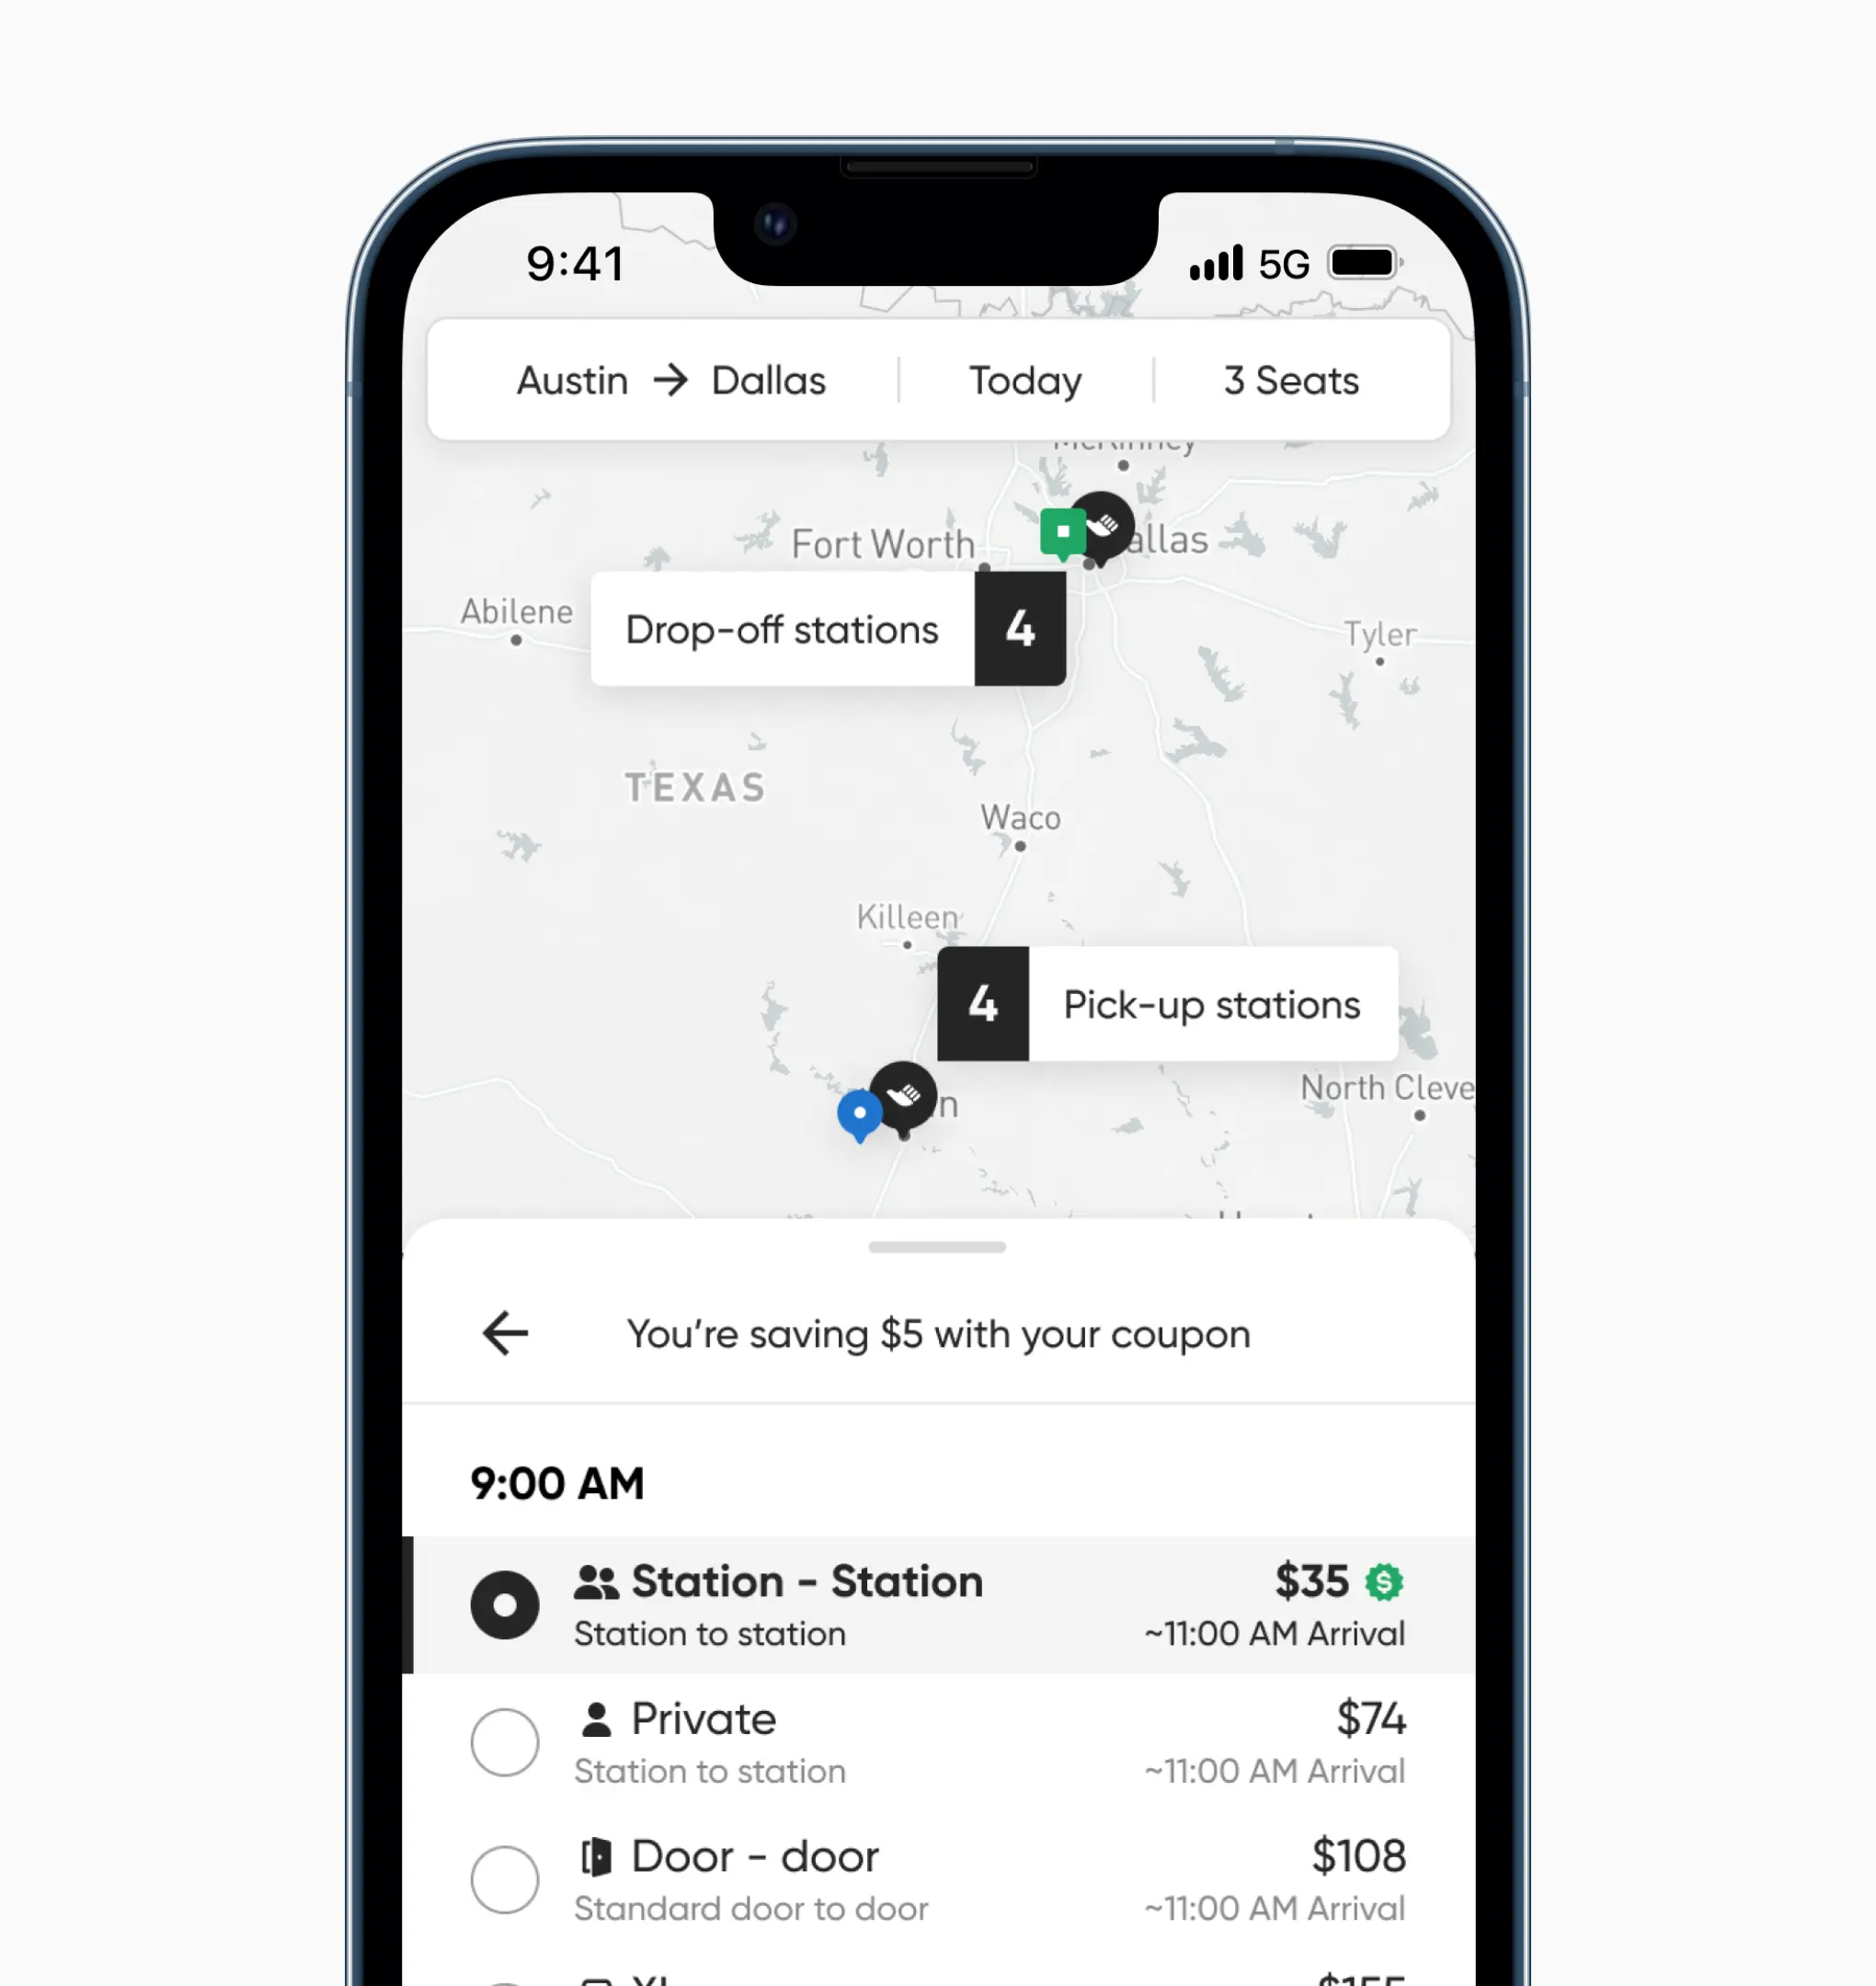 9:41
5G
Austin → Dallas
Today
3 Seats
McKinney
Fort Worth
allas
Abilene
Drop-off stations 4
Tyler
TEXAS
Waco
Killeen
4 Pick-up stations
North Cleve
n
You’re saving $5 with your coupon
9:00 AM
Station - Station $35
Station to station ~11:00 AM Arrival
Private $74
Station to station ~11:00 AM Arrival
Door - door $108
Standard door to door ~11:00 AM Arrival
XL $155